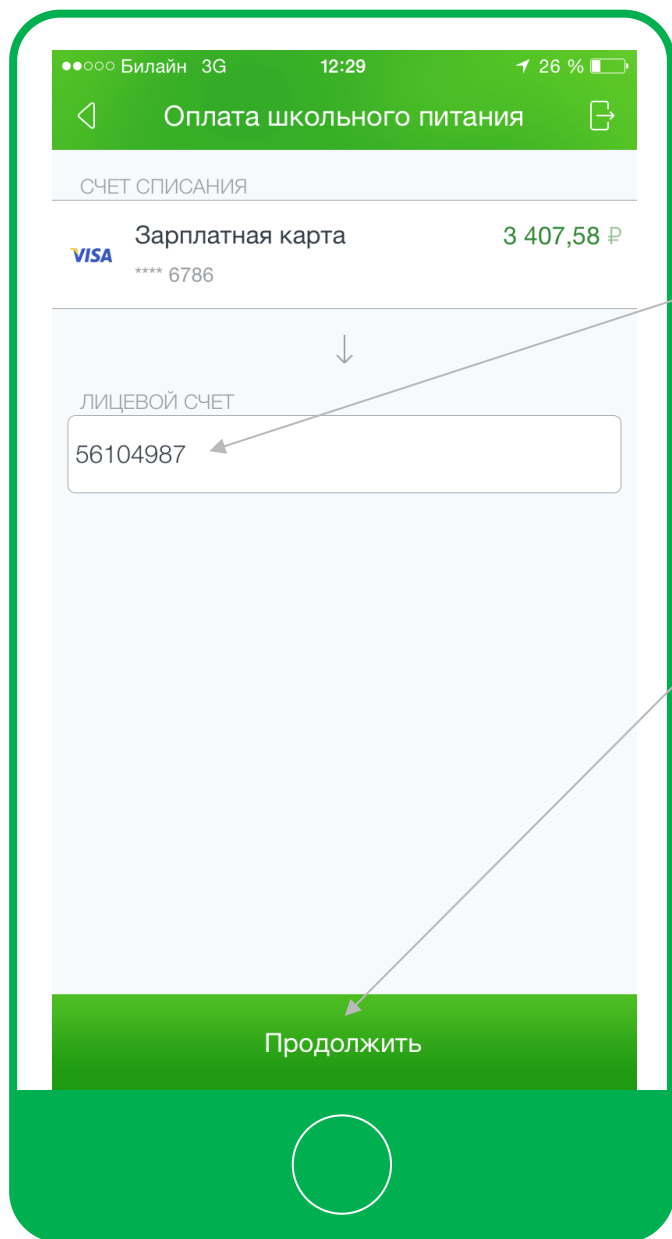 Билайн 3G 12:29 26 %
Оплата школьного питания
СЧЕТ СПИСАНИЯ
VISA Зарплатная карта 3 407,58 ₽
**** 6786
ЛИЦЕВОЙ СЧЕТ
56104987
Продолжить